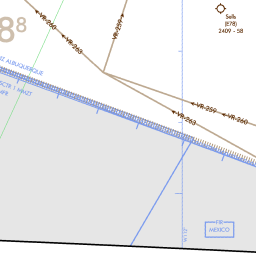 Sells
(E78)
2409 - 58
VR-260
VR-263
VR-259
8⁸
ALBUQUERQUE
VR-259
VR-260
VR-263
FIR
MEXICO